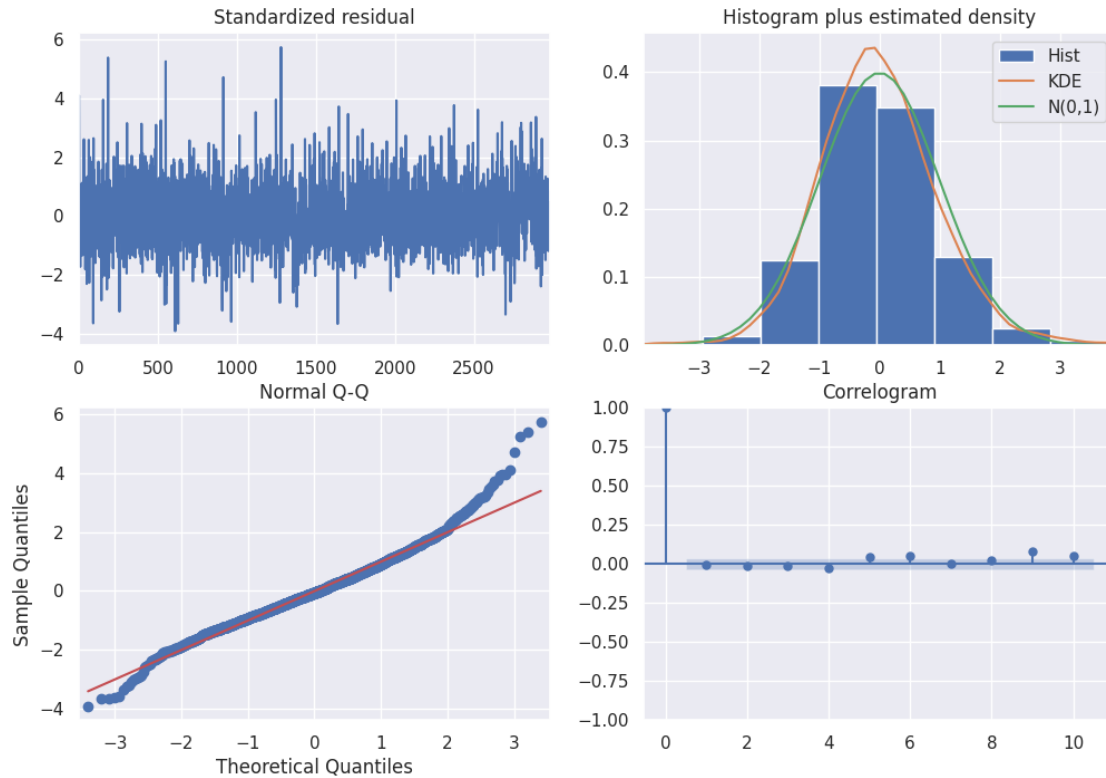 Standardized residual
6
4
2
0
−2
−4
0 500 1000 1500 2000 2500
Histogram plus estimated density
Hist
KDE
N(0,1)
0.4
0.3
0.2
0.1
0.0
−3 −2 −1 0 1 2 3
Normal Q-Q
Sample Quantiles
6
4
2
0
−2
−4
−3 −2 −1 0 1 2 3
Theoretical Quantiles
Correlogram
1.00
0.75
0.50
0.25
0.00
−0.25
−0.50
−0.75
−1.00
0 2 4 6 8 10